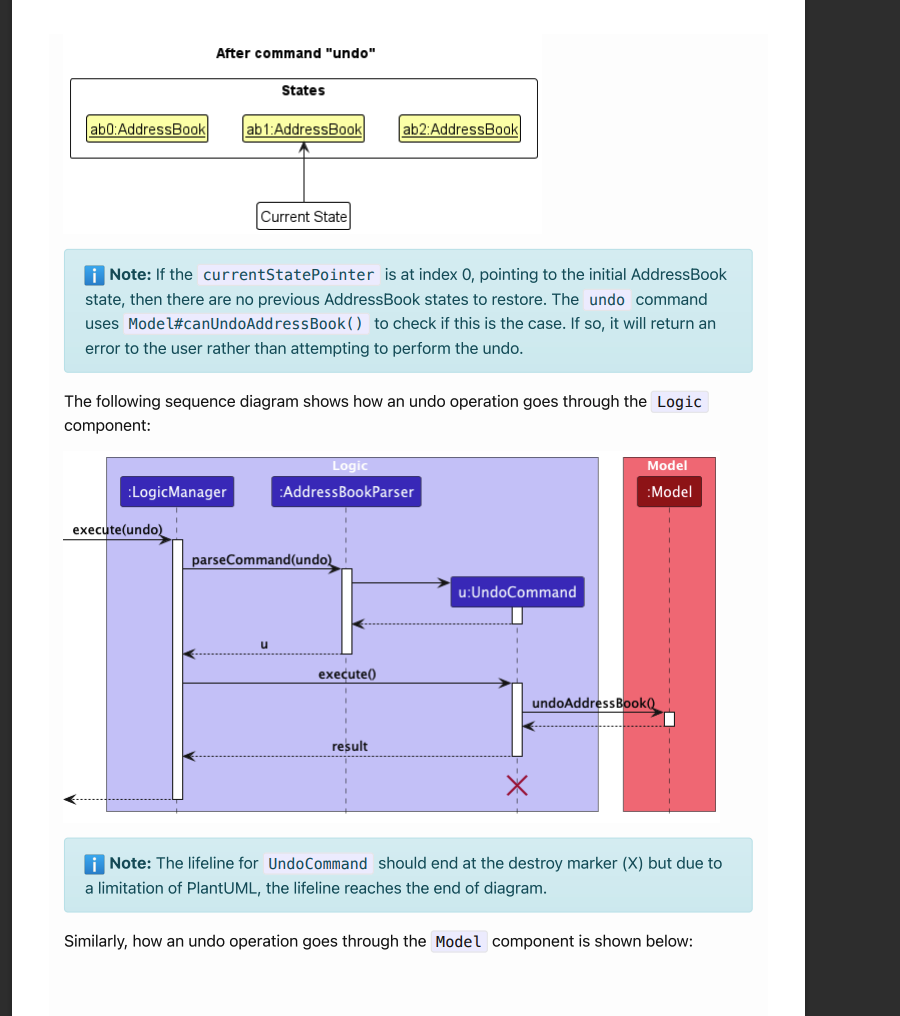 After command "undo"
States
ab0:AddressBook ab1:AddressBook ab2:AddressBook
Current State
i Note: If the currentStatePointer is at index 0, pointing to the initial AddressBook
state, then there are no previous AddressBook states to restore. The undo command
uses Model#canUndoAddressBook() to check if this is the case. If so, it will return an
error to the user rather than attempting to perform the undo.
The following sequence diagram shows how an undo operation goes through the Logic
component:
Logic Model
:LogicManager :AddressBookParser :Model
execute(undo)
parseCommand(undo)
u:UndoCommand
u
execute()
undoAddressBook()
result
i Note: The lifeline for UndoCommand should end at the destroy marker (X) but due to
a limitation of PlantUML, the lifeline reaches the end of diagram.
Similarly, how an undo operation goes through the Model component is shown below: